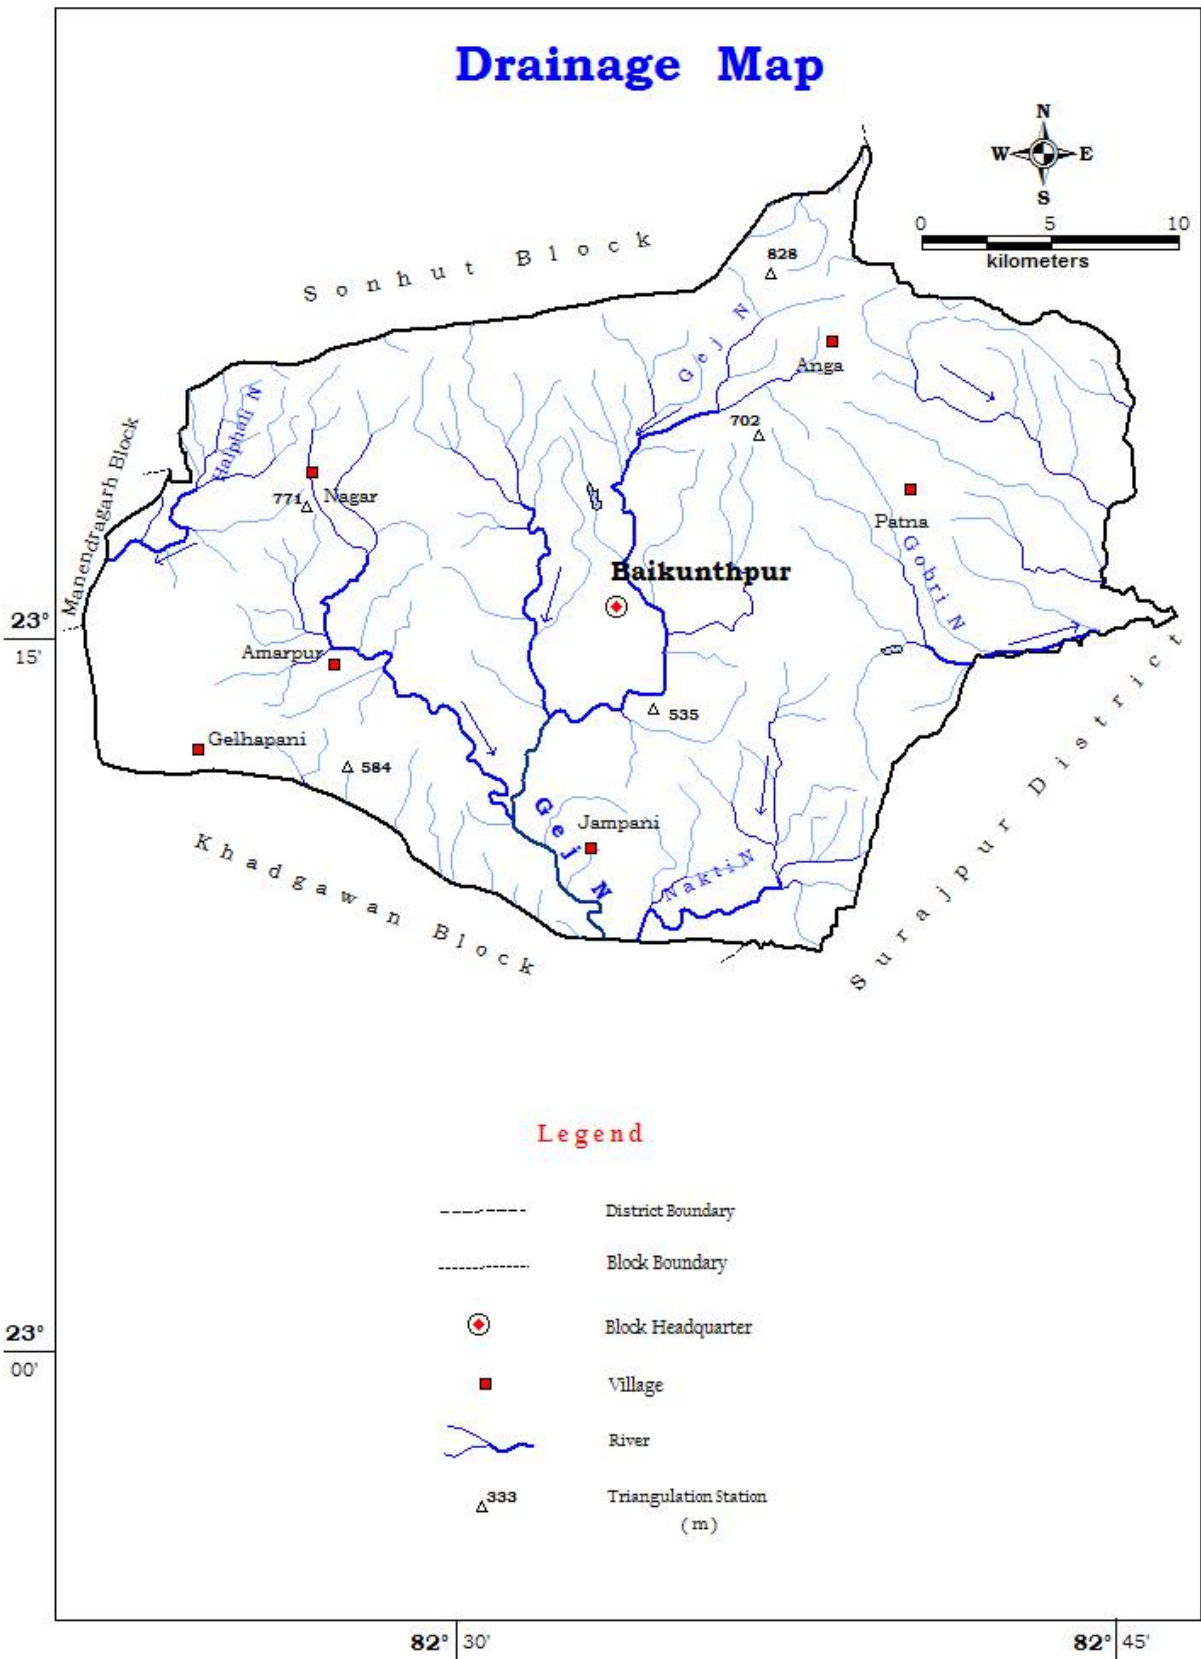 Drainage Map
N
W E
S
0 5 10
kilometers
Sonhut Block
828
Gej N
Anga
702
Halphali N
Manendragarh Block
771
Nagar
Patna
Gobri N
Baikunthpur
23°
15'
Amarpur
535
Gelhapani
584
Gej N
Jampani
Nakti N
Khadgawan Block
Surajpur District
Legend
District Boundary
Block Boundary
Block Headquarter
Village
River
333
Triangulation Station
(m)
23°
00'
82° 30'
82° 45'